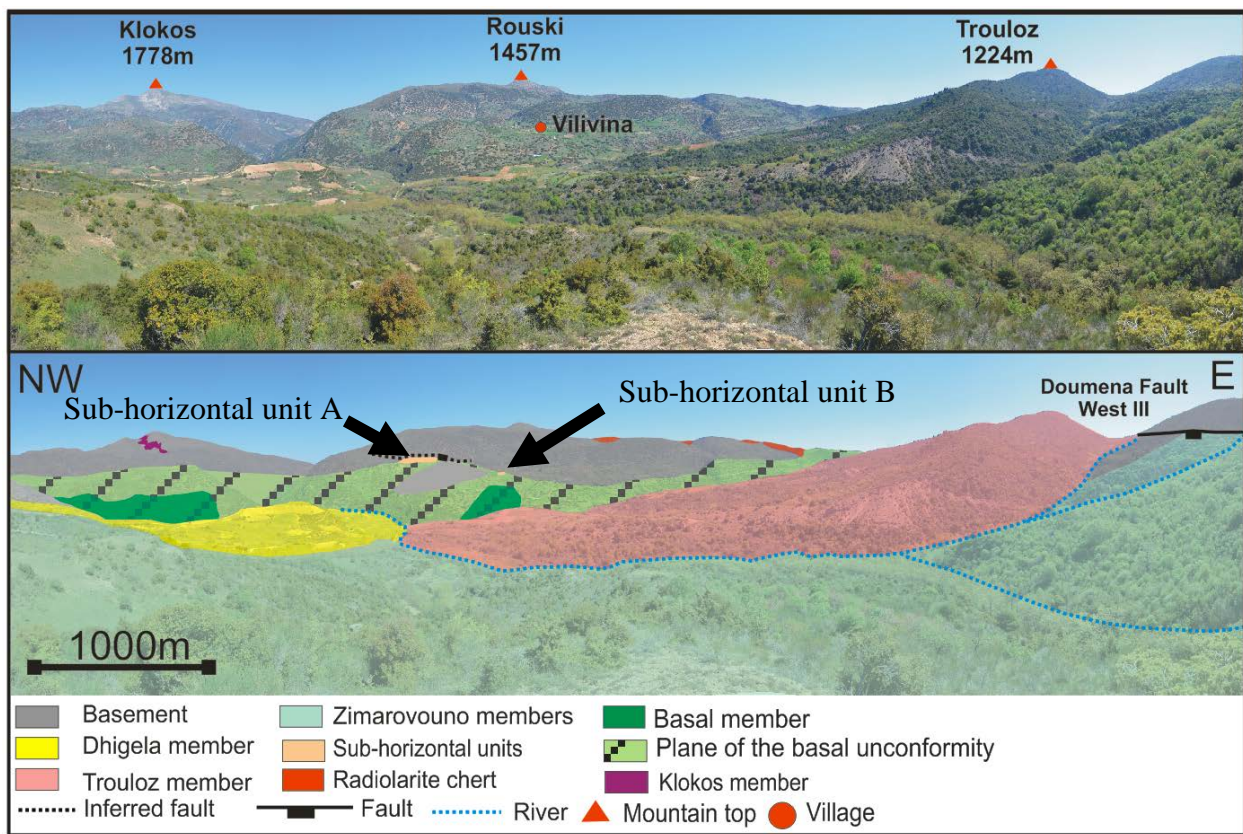 Klokos
1778m
Rouski
1457m
Trouloz
1224m
Vilivina
NW
E
Sub-horizontal unit A
Sub-horizontal unit B
Doumena Fault
West III
1000m
Basement
Zimarovouno members
Basal member
Dhigela member
Sub-horizontal units
Plane of the basal unconformity
Trouloz member
Radiolarite chert
Klokos member
Inferred fault
Fault
River
Mountain top
Village